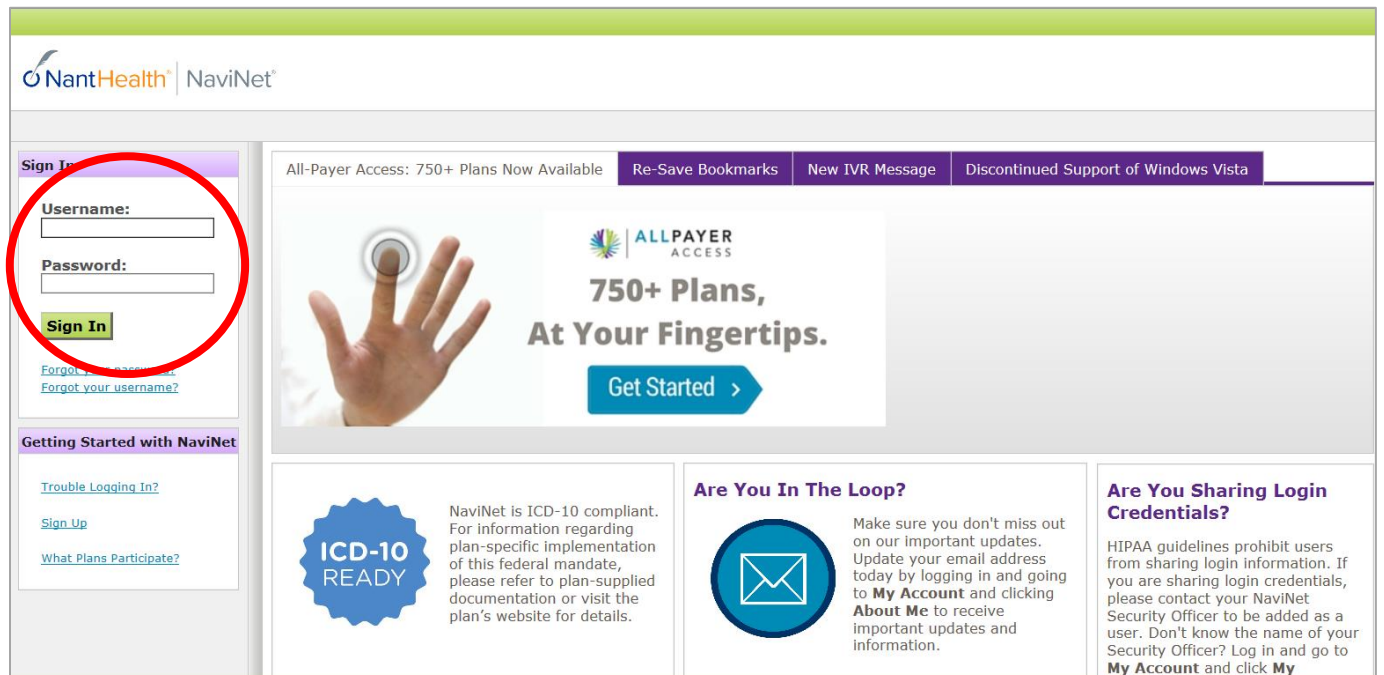 NantHealth® | NaviNet®
Sign In
Username:
Password:
Sign In
Forgot your password?
Forgot your username?
Getting Started with NaviNet
Trouble Logging In?
Sign Up
What Plans Participate?
All-Payer Access: 750+ Plans Now Available
Re-Save Bookmarks
New IVR Message
Discontinued Support of Windows Vista
ALLPAYER
ACCESS
750+ Plans,
At Your Fingertips.
Get Started >
ICD-10
READY
NaviNet is ICD-10 compliant.
For information regarding
plan-specific implementation
of this federal mandate,
please refer to plan-supplied
documentation or visit the
plan's website for details.
Are You In The Loop?
Make sure you don't miss out
on our important updates.
Update your email address
today by logging in and going
to My Account and clicking
About Me to receive
important updates and
information.
Are You Sharing Login
Credentials?
HIPAA guidelines prohibit users
from sharing login information. If
you are sharing login credentials,
please contact your NaviNet
Security Officer to be added as a
user. Don't know the name of your
Security Officer? Log in and go to
My Account and click My